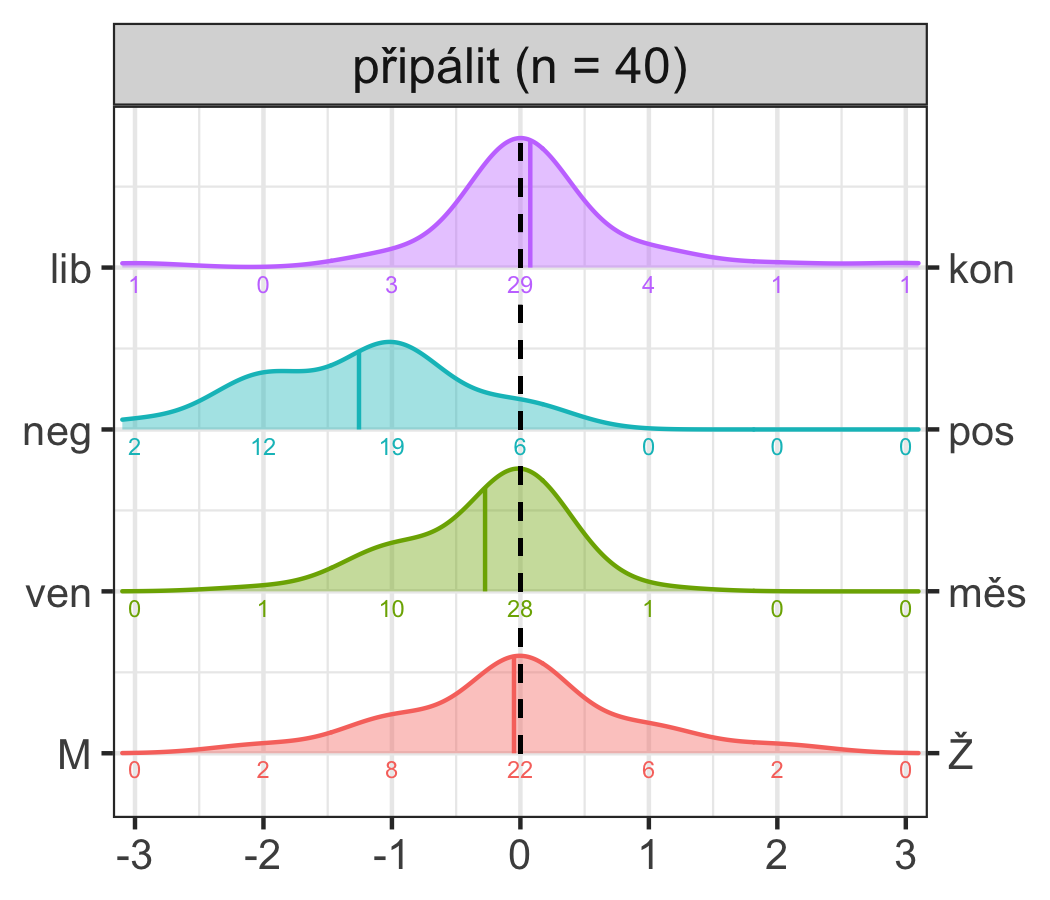 připálit (n = 40)
lib kon
1 0 3 29 4 1 1
neg pos
2 12 19 6 0 0 0
ven měs
0 1 10 28 1 0 0
M Ž
0 2 8 22 6 2 0
-3 -2 -1 0 1 2 3